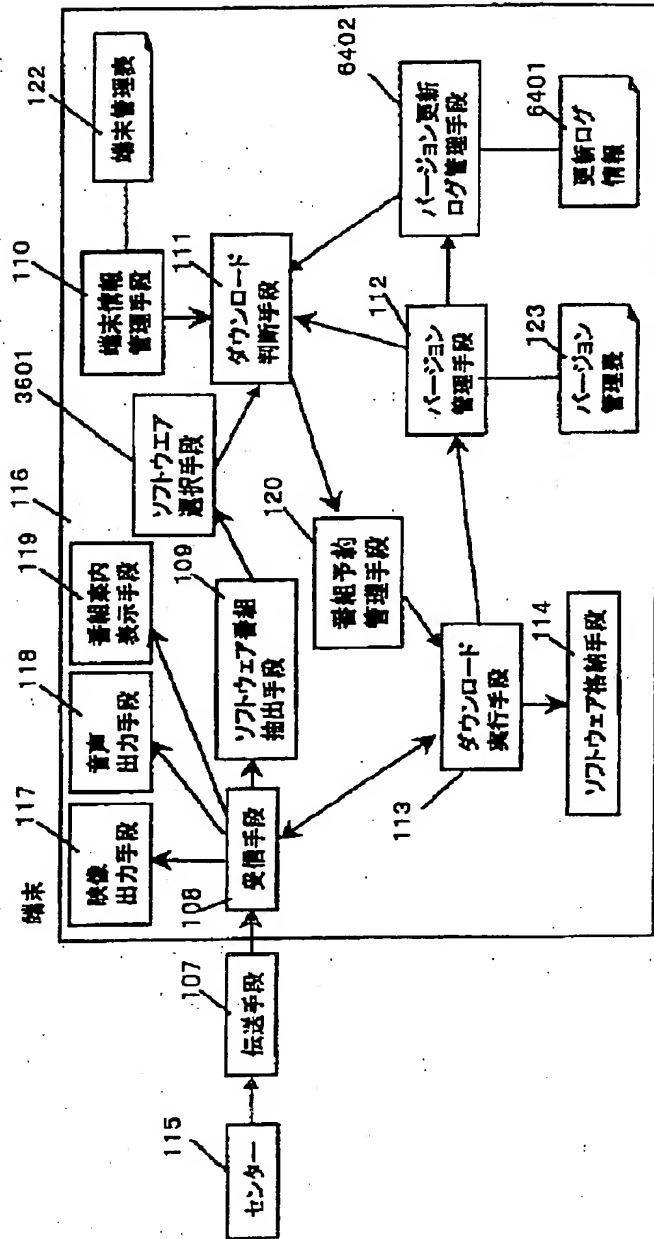 端末
116
117
映像
出力手段
118
音声
出力手段
119
番組案内
表示手段
3601
ソフトウエア
選択手段
110
端末情報
管理手段
122
端末管理表
115
センター
107
伝送手段
108
受信手段
109
ソフトウェア番組
抽出手段
111
ダウンロード
判断手段
120
番組予約
管理手段
112
バージョン
管理手段
6402
バージョン更新
ログ管理手段
113
ダウンロード
実行手段
114
ソフトウェア格納手段
123
バージョン
管理表
6401
更新ログ
情報